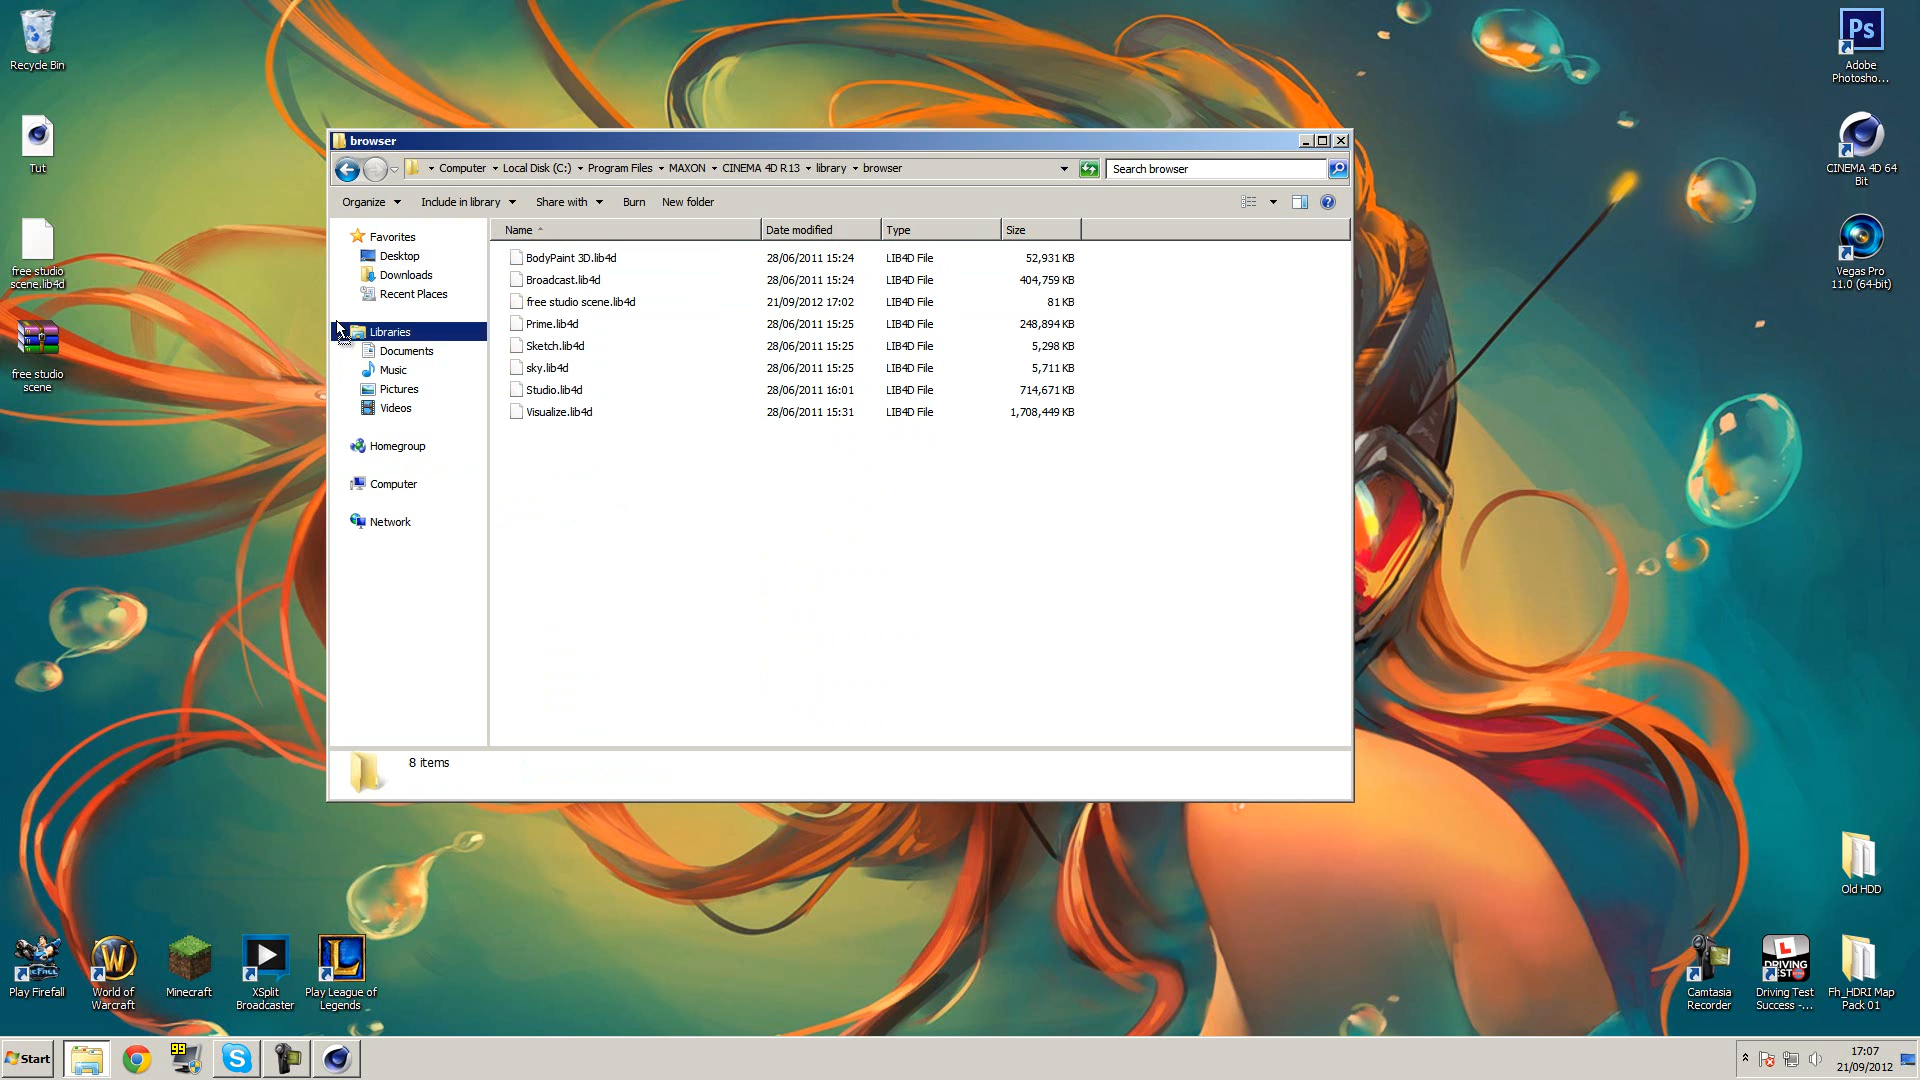 Recycle Bin
Tut
free studio
scene.lib4d
free studio
scene
Ps
Adobe
Photosho...
CINEMA 4D 64
Bit
Vegas Pro
11.0 (64-bit)
browser
Computer Local Disk (C:) Program Files MAXON CINEMA 4D R13 library browser
Search browser
Organize Include in library Share with Burn New folder
Favorites
Desktop
Downloads
Recent Places
Libraries
Documents
Music
Pictures
Videos
Homegroup
Computer
Network
Name Date modified Type Size
BodyPaint 3D.lib4d 28/06/2011 15:24 LIB4D File 52,931 KB
Broadcast.lib4d 28/06/2011 15:24 LIB4D File 404,759 KB
free studio scene.lib4d 21/09/2012 17:02 LIB4D File 81 KB
Prime.lib4d 28/06/2011 15:25 LIB4D File 248,894 KB
Sketch.lib4d 28/06/2011 15:25 LIB4D File 5,298 KB
sky.lib4d 28/06/2011 15:25 LIB4D File 5,711 KB
Studio.lib4d 28/06/2011 16:01 LIB4D File 714,671 KB
Visualize.lib4d 28/06/2011 15:31 LIB4D File 1,708,449 KB
8 items
Old HDD
Play Firefall
World of
Warcraft
Minecraft
XSplit
Broadcaster
Play League of
Legends
Camtasia
Recorder
L
DRIVING
Driving Test
Success -...
Fh_HDRI Map
Pack 01
Start
99
17:07
21/09/2012